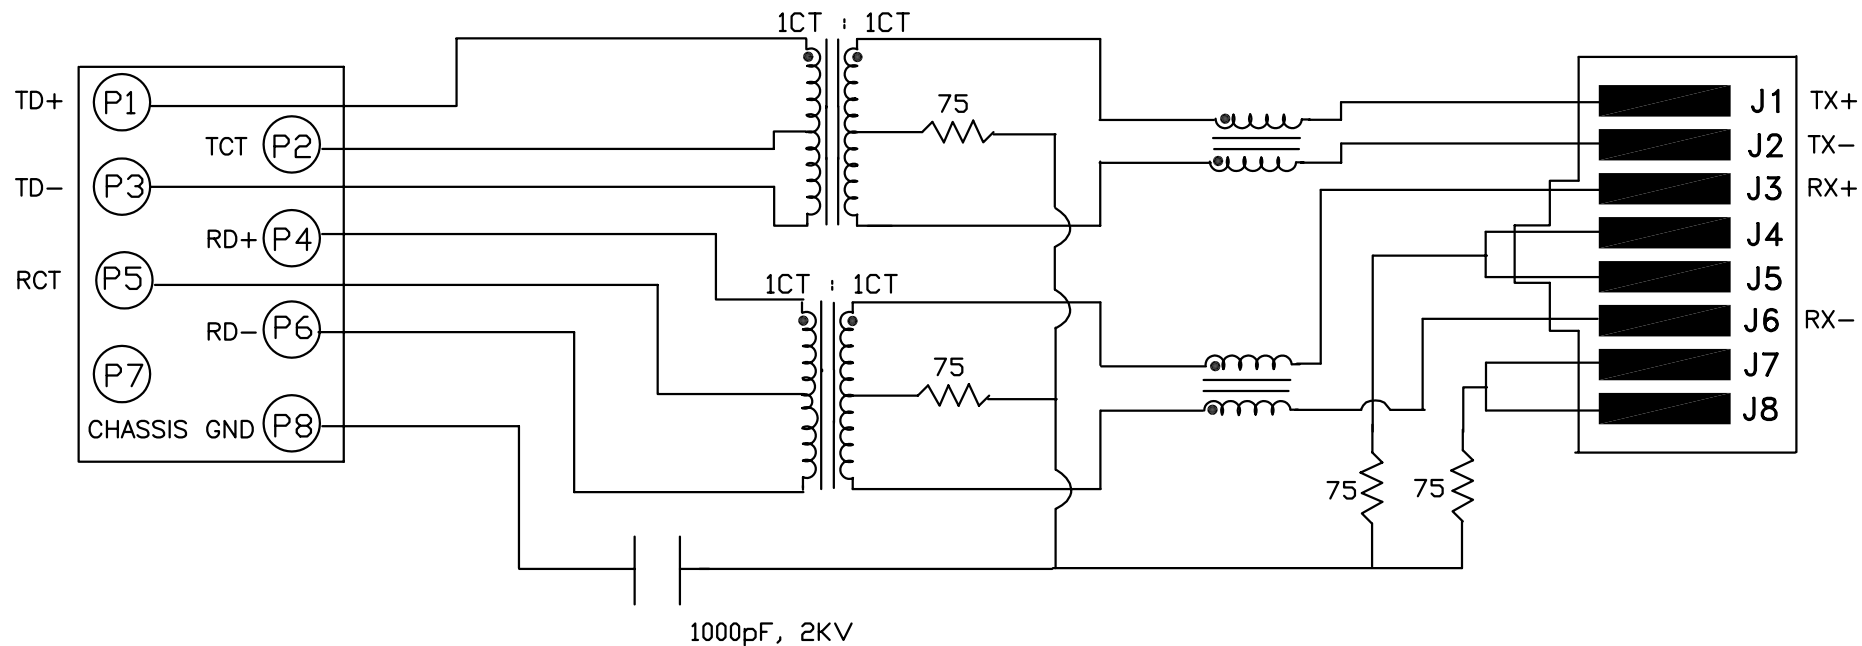 1CT : 1CT
TD+ P1
TCT P2
TD- P3
RD+ P4
RCT P5
RD- P6
P7
CHASSIS GND P8
75
1CT : 1CT
75
J1 TX+
J2 TX-
J3 RX+
J4
J5
J6 RX-
J7
J8
75 75
1000pF, 2KV